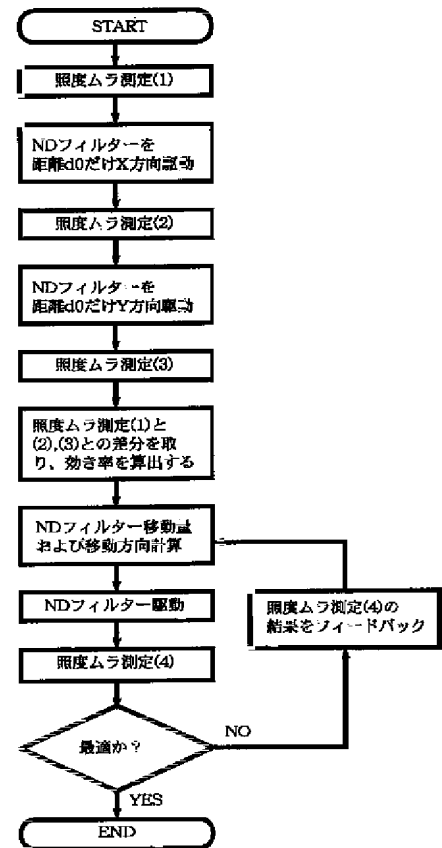 START
照度ムラ測定(1)
NDフィルターを
距離d0だけX方向駆動
照度ムラ測定(2)
NDフィルターを
距離d0だけY方向駆動
照度ムラ測定(3)
照度ムラ測定(1)と
(2),(3)との差分を取
り、効き率を算出する
NDフィルター移動量
および移動方向計算
NDフィルター駆動
照度ムラ測定(4)の
結果をフィードバック
照度ムラ測定(4)
最適か?
NO
YES
END